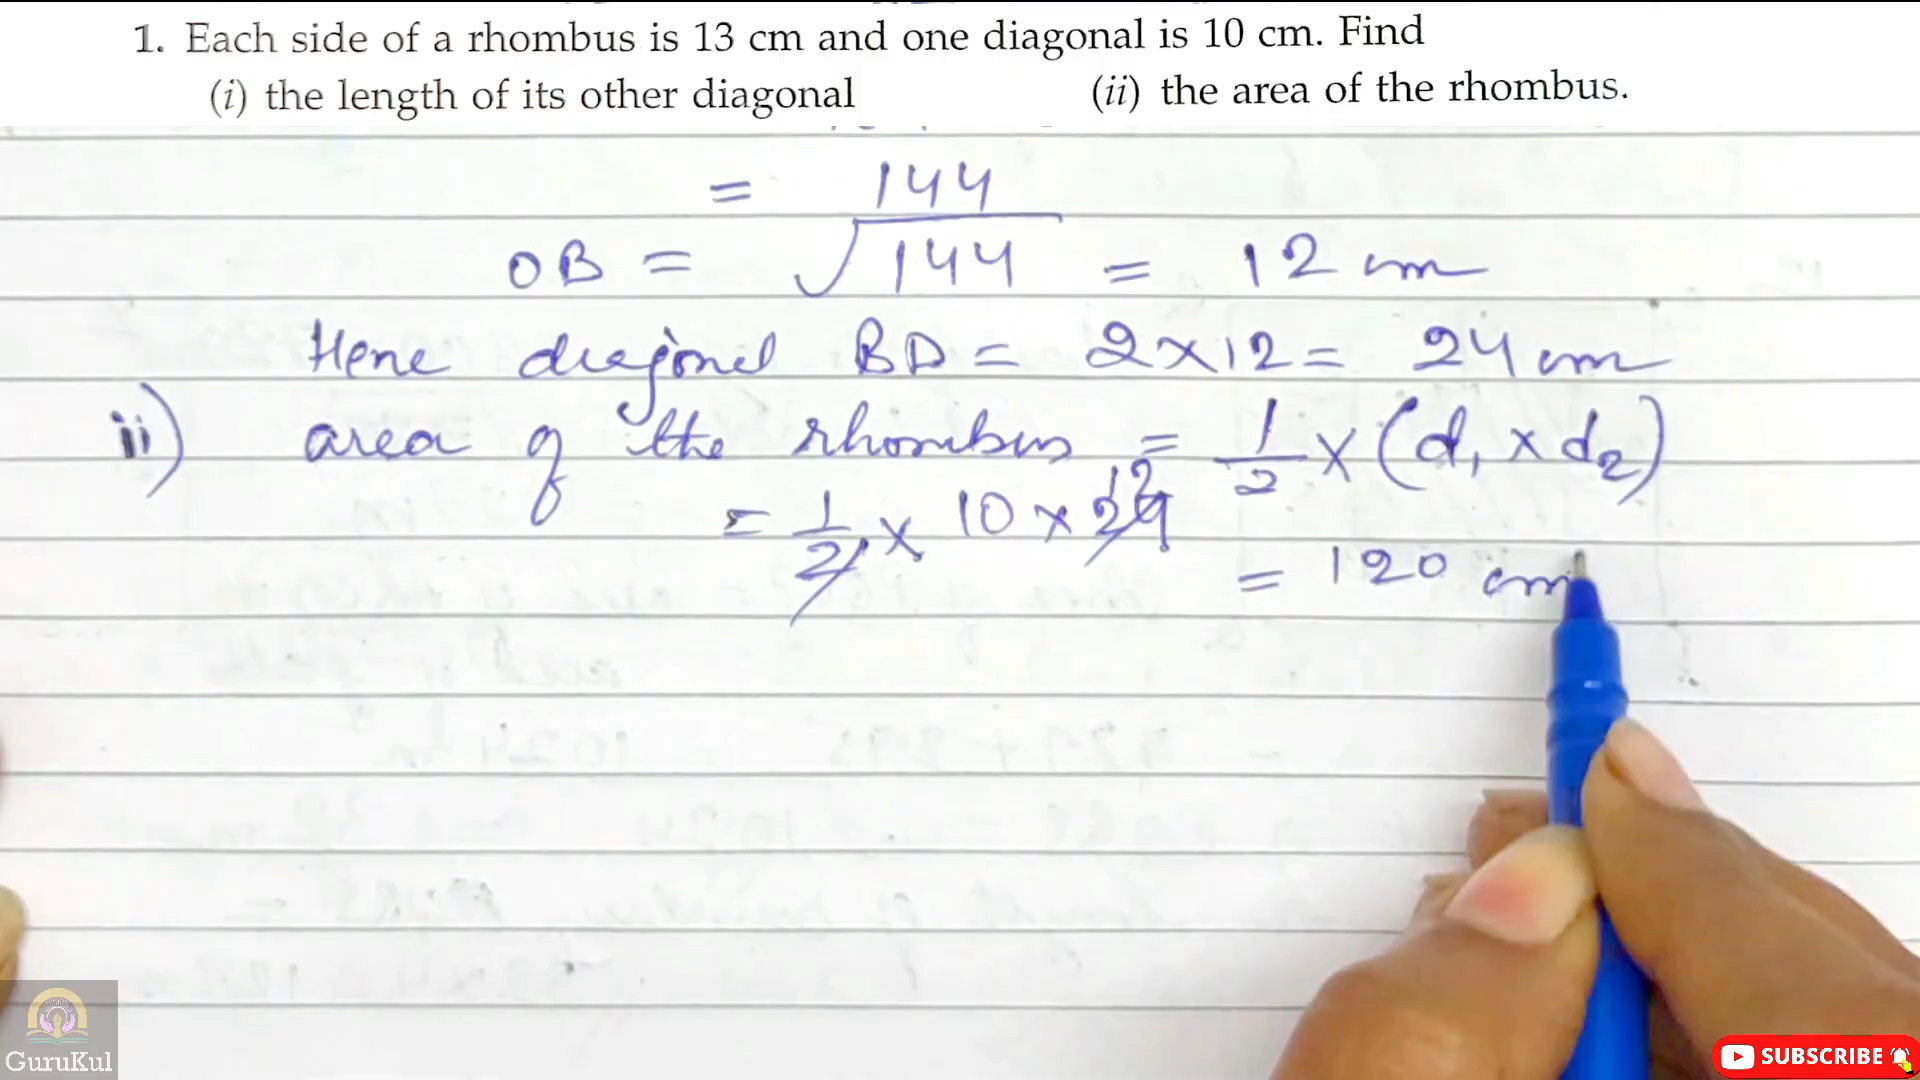 1. Each side of a rhombus is 13 cm and one diagonal is 10 cm. Find
(i) the length of its other diagonal (ii) the area of the rhombus.
= 144
OB = √144 = 12 cm
Hene diagonal BD = 2×12 = 24 cm
ii) area of the rhombus = 1/2 × (d1 × d2)
12
= 1/2 × 10 × 24
= 120 cm
GuruKul
SUBSCRIBE